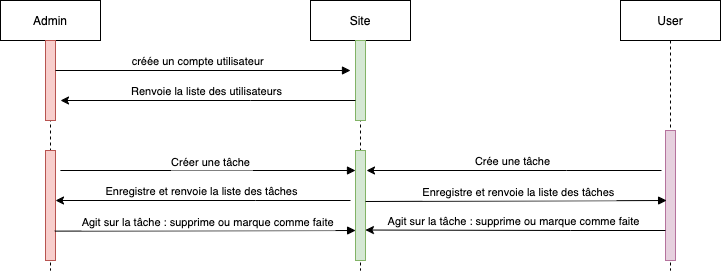 Admin
Site
User
créée un compte utilisateur
Renvoie la liste des utilisateurs
Créer une tâche
Crée une tâche
Enregistre et renvoie la liste des tâches
Enregistre et renvoie la liste des tâches
Agit sur la tâche : supprime ou marque comme faite
Agit sur la tâche : supprime ou marque comme faite